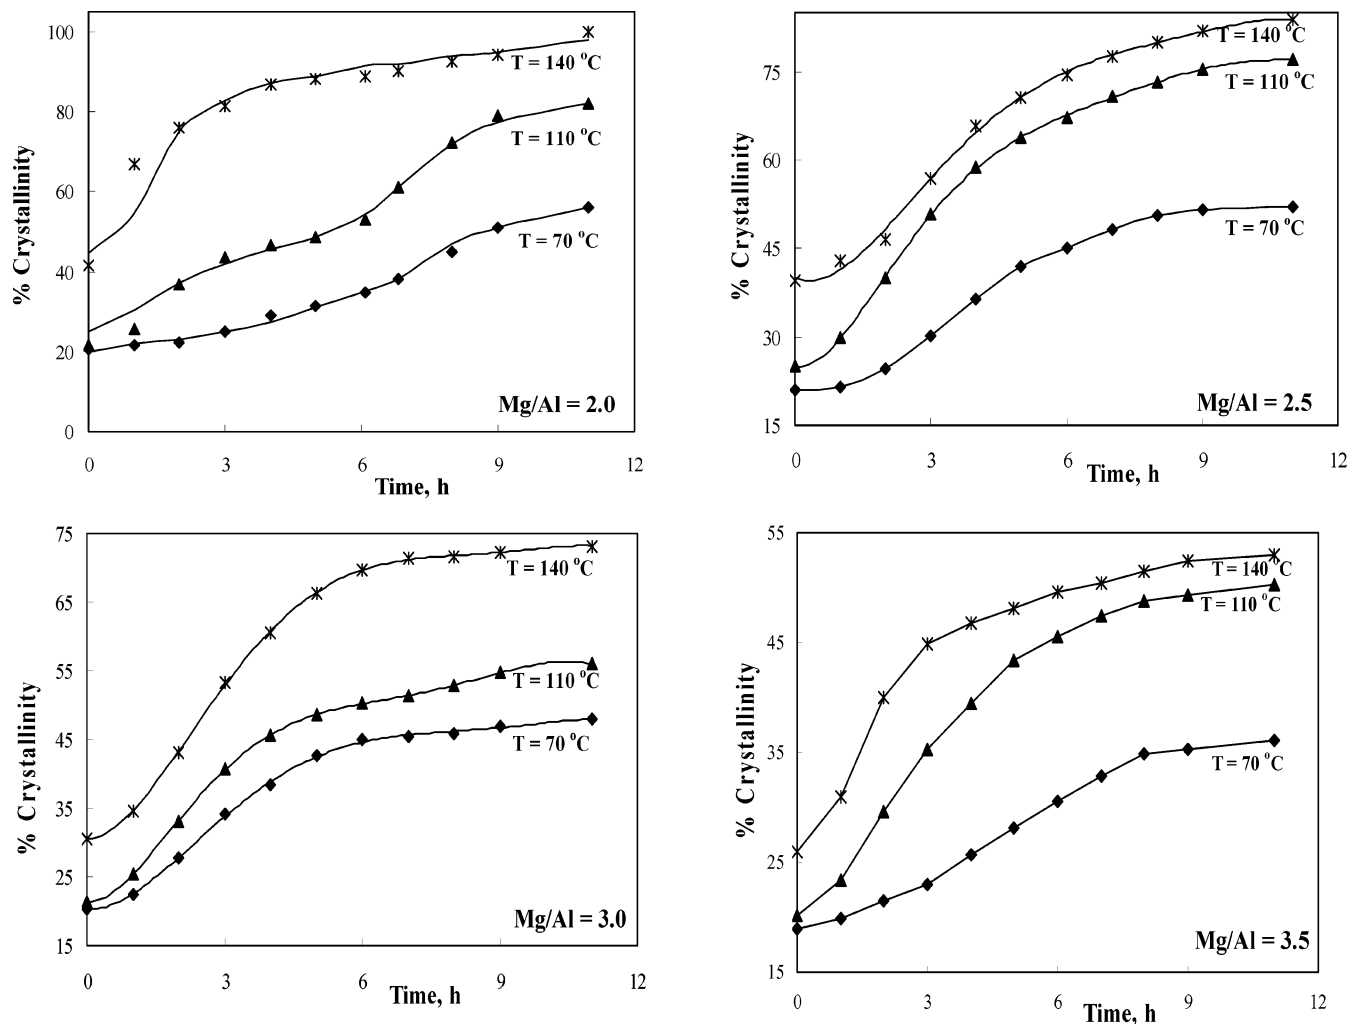 100
80
60
40
20
0
% Crystallinity
T = 140 °C
T = 110 °C
T = 70 °C
Mg/Al = 2.0
0 3 6 9 12
Time, h
75
60
45
30
15
% Crystallinity
T = 140 °C
T = 110 °C
T = 70 °C
Mg/Al = 2.5
0 3 6 9 12
Time, h
75
65
55
45
35
25
15
% Crystallinity
T = 140 °C
T = 110 °C
T = 70 °C
Mg/Al = 3.0
0 3 6 9 12
Time, h
55
45
35
25
15
% Crystallinity
T = 140 °C
T = 110 °C
T = 70 °C
Mg/Al = 3.5
0 3 6 9 12
Time, h